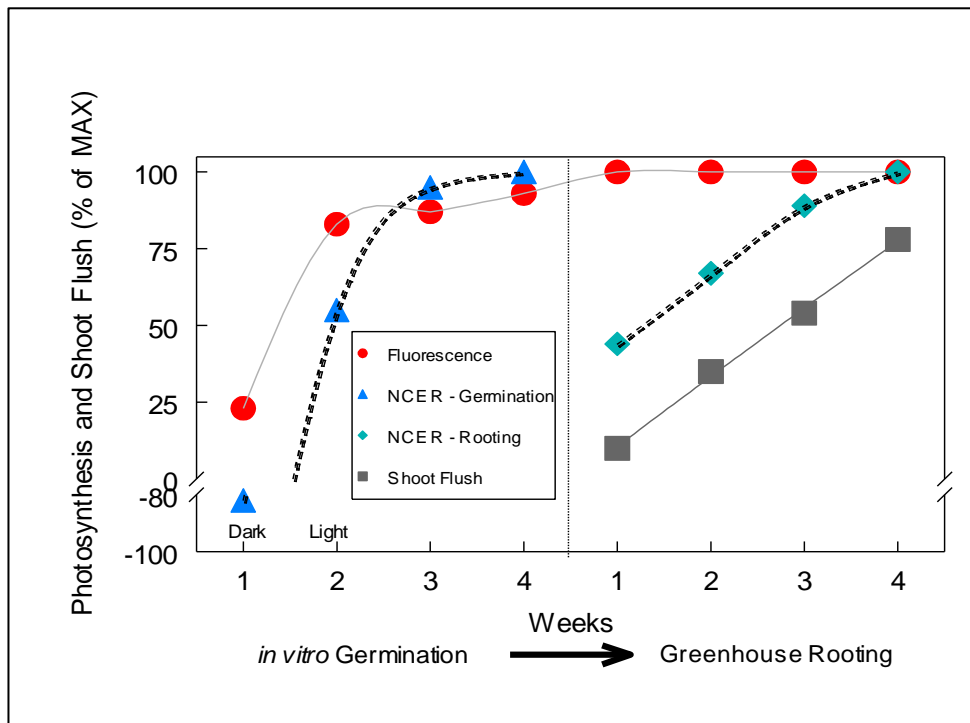 Photosynthesis and Shoot Flush (% of MAX)
100
75
50
25
0
-80
-100
Fluorescence
NCER - Germination
NCER - Rooting
Shoot Flush
Dark Light
1 2 3 4 1 2 3 4
Weeks
in vitro Germination Greenhouse Rooting